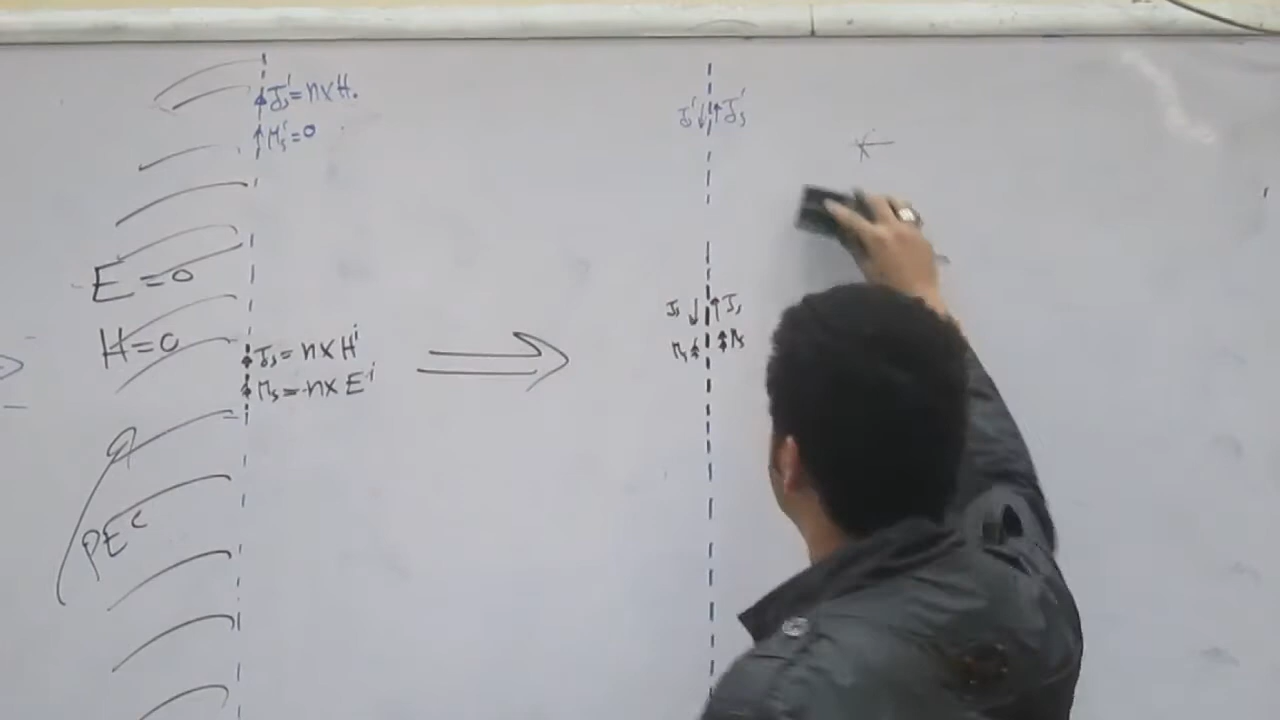 Js' = n×H.
Ms' = 0
E = 0
H = 0
Js = n×H^i
Ms = -n×E^i
PEC
Js' Js'
Js Js
Ms Ms